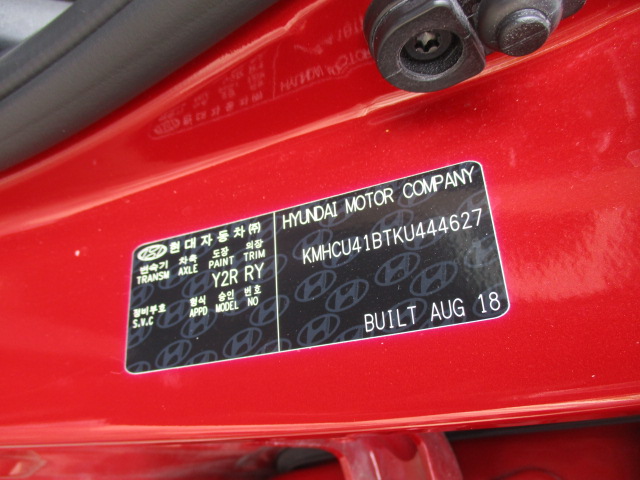 현대자동차㈜
변속기 차축 도장 의장
TRANSM AXLE PAINT TRIM
Y2R RY
정비부호 형식 승인 번호
S.V.C APPD MODEL NO
HYUNDAI MOTOR COMPANY
KMHCU41BTKU444627
BUILT AUG 18